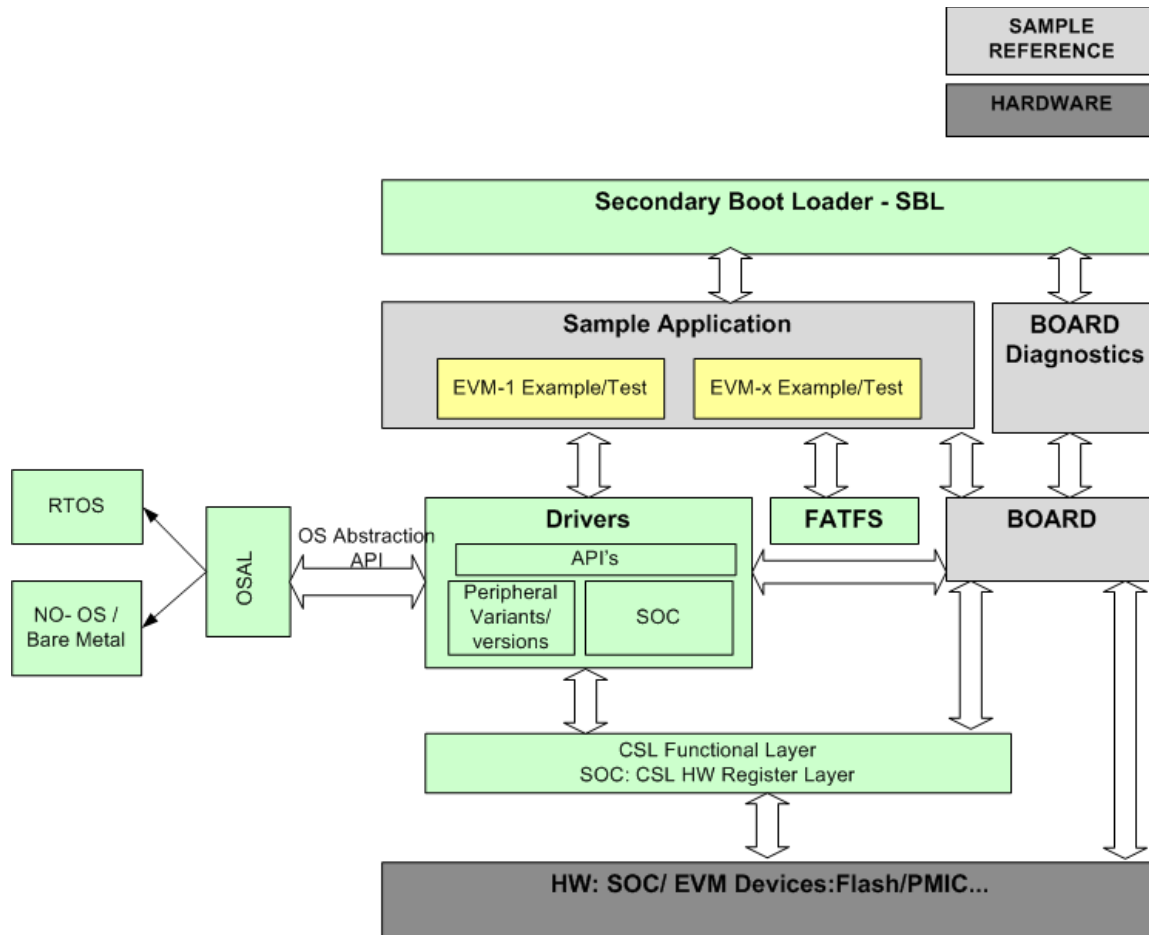 SAMPLE
REFERENCE
HARDWARE
Secondary Boot Loader - SBL
Sample Application
EVM-1 Example/Test
EVM-x Example/Test
BOARD
Diagnostics
RTOS
NO- OS /
Bare Metal
OSAL
OS Abstraction
API
Drivers
API's
Peripheral
Variants/
versions
SOC
FATFS
BOARD
CSL Functional Layer
SOC: CSL HW Register Layer
HW: SOC/ EVM Devices:Flash/PMIC...